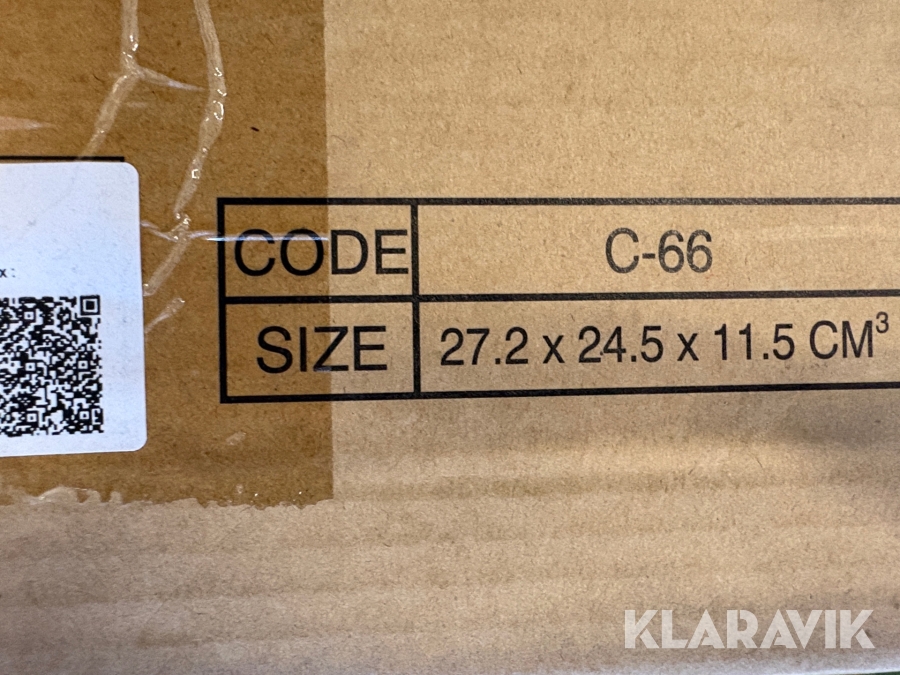 x :
CODE C-66
SIZE 27.2 x 24.5 x 11.5 CM³
KLARAVIK